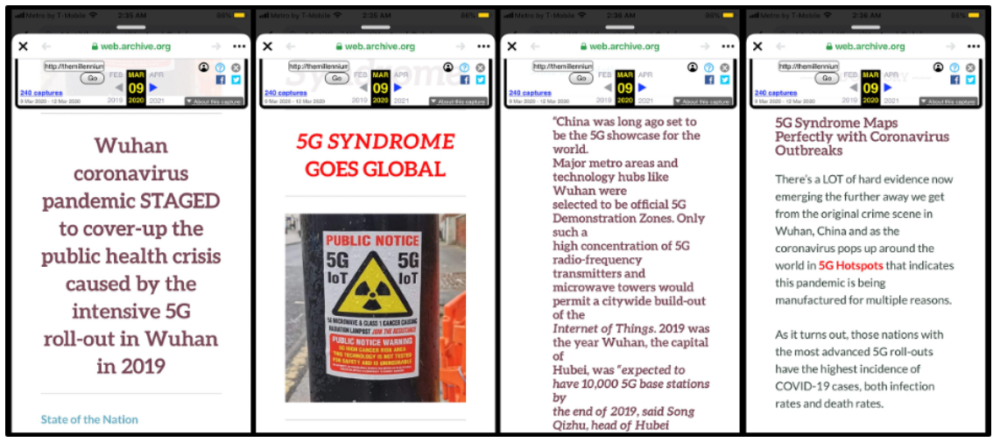 Metro by T-Mobile 2:35 AM
web.archive.org
http://themillenniun
Go
FEB MAR APR
09
2019 2020 2021
240 captures
9 Mar 2020 - 12 Mar 2020
About this capture
Wuhan
coronavirus
pandemic STAGED
to cover-up the
public health crisis
caused by the
intensive 5G
roll-out in Wuhan
in 2019
State of the Nation
Metro by T-Mobile 2:35 AM
web.archive.org
Syndrome
http://themillenniun
Go
FEB MAR APR
09
2019 2020 2021
240 captures
9 Mar 2020 - 12 Mar 2020
About this capture
5G SYNDROME
GOES GLOBAL
PUBLIC NOTICE
5G 5G
IoT IoT
5G MICROWAVE & CLASS 1 CANCER CAUSING
RADIATION LAMPPOST JOIN THE RESISTANCE
PUBLIC NOTICE WARNING
5G HIGH CANCER RISK AREA
THIS TECHNOLOGY IS NOT TESTED
FOR SAFETY AND IS UNINSURABLE
Metro by T-Mobile 2:36 AM
web.archive.org
http://themillenniun
Go
FEB MAR APR
09
2019 2020 2021
240 captures
9 Mar 2020 - 12 Mar 2020
About this capture
"China was long ago set to
be the 5G showcase for the
world.
Major metro areas and
technology hubs like
Wuhan were
selected to be official 5G
Demonstration Zones. Only
such a
high concentration of 5G
radio-frequency
transmitters and
microwave towers would
permit a citywide build-out
of the
Internet of Things. 2019 was
the year Wuhan, the capital
of
Hubei, was "expected to
have 10,000 5G base stations
by
the end of 2019, said Song
Qizhu, head of Hubei
Metro by T-Mobile 2:36 AM
web.archive.org
http://themillenniun
Go
FEB MAR APR
09
2019 2020 2021
240 captures
9 Mar 2020 - 12 Mar 2020
About this capture
5G Syndrome Maps
Perfectly with Coronavirus
Outbreaks
There's a LOT of hard evidence now
emerging the further away we get
from the original crime scene in
Wuhan, China and as the
coronavirus pops up around the
world in 5G Hotspots that indicates
this pandemic is being
manufactured for multiple reasons.
As it turns out, those nations with
the most advanced 5G roll-outs
have the highest incidence of
COVID-19 cases, both infection
rates and death rates.